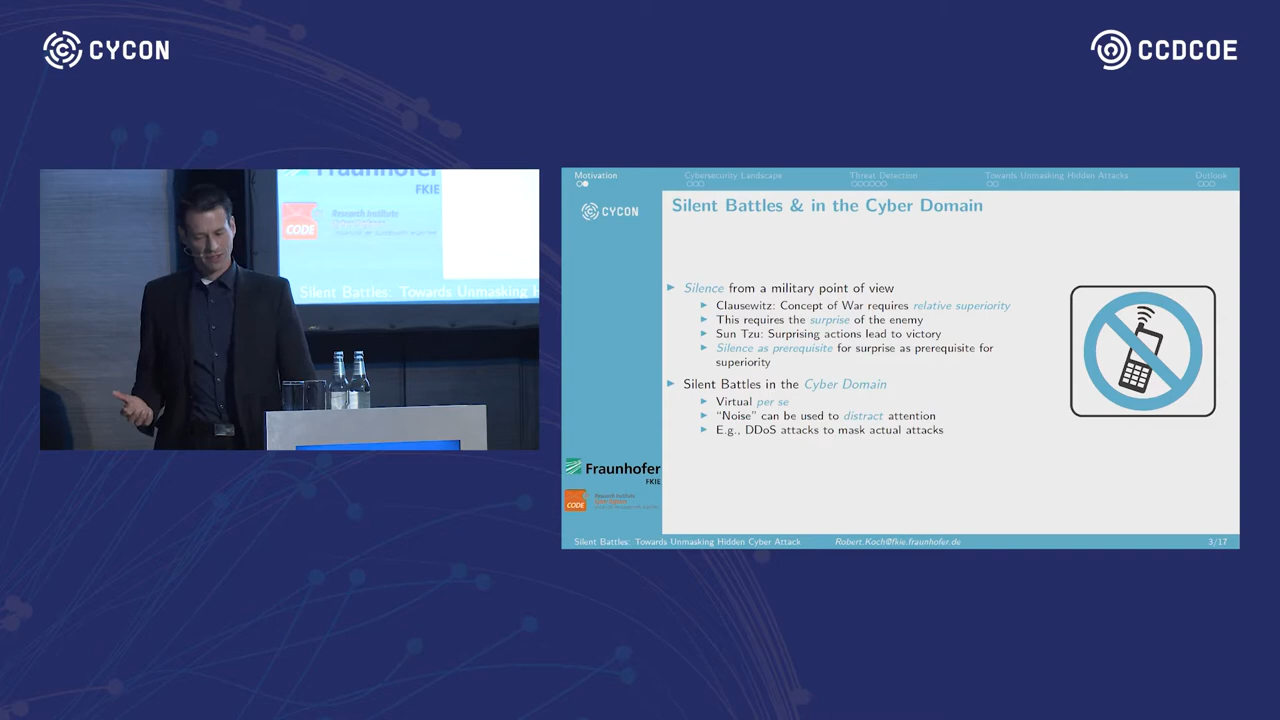 CYCON
CCDCOE
Fraunhofer
FKIE
Research Institute
CODE
Silent Battles: Towards Unmasking H
Motivation
Cybersecurity Landscape
Threat Detection
Towards Unmasking Hidden Attacks
Outlook
CYCON
Silent Battles & in the Cyber Domain
Silence from a military point of view
Clausewitz: Concept of War requires relative superiority
This requires the surprise of the enemy
Sun Tzu: Surprising actions lead to victory
Silence as prerequisite for surprise as prerequisite for
superiority
Silent Battles in the Cyber Domain
Virtual per se
“Noise” can be used to distract attention
E.g., DDoS attacks to mask actual attacks
Fraunhofer
FKIE
CODE
Research Institute
Silent Battles: Towards Unmasking Hidden Cyber Attack
Robert.Koch@fkie.fraunhofer.de
3/17